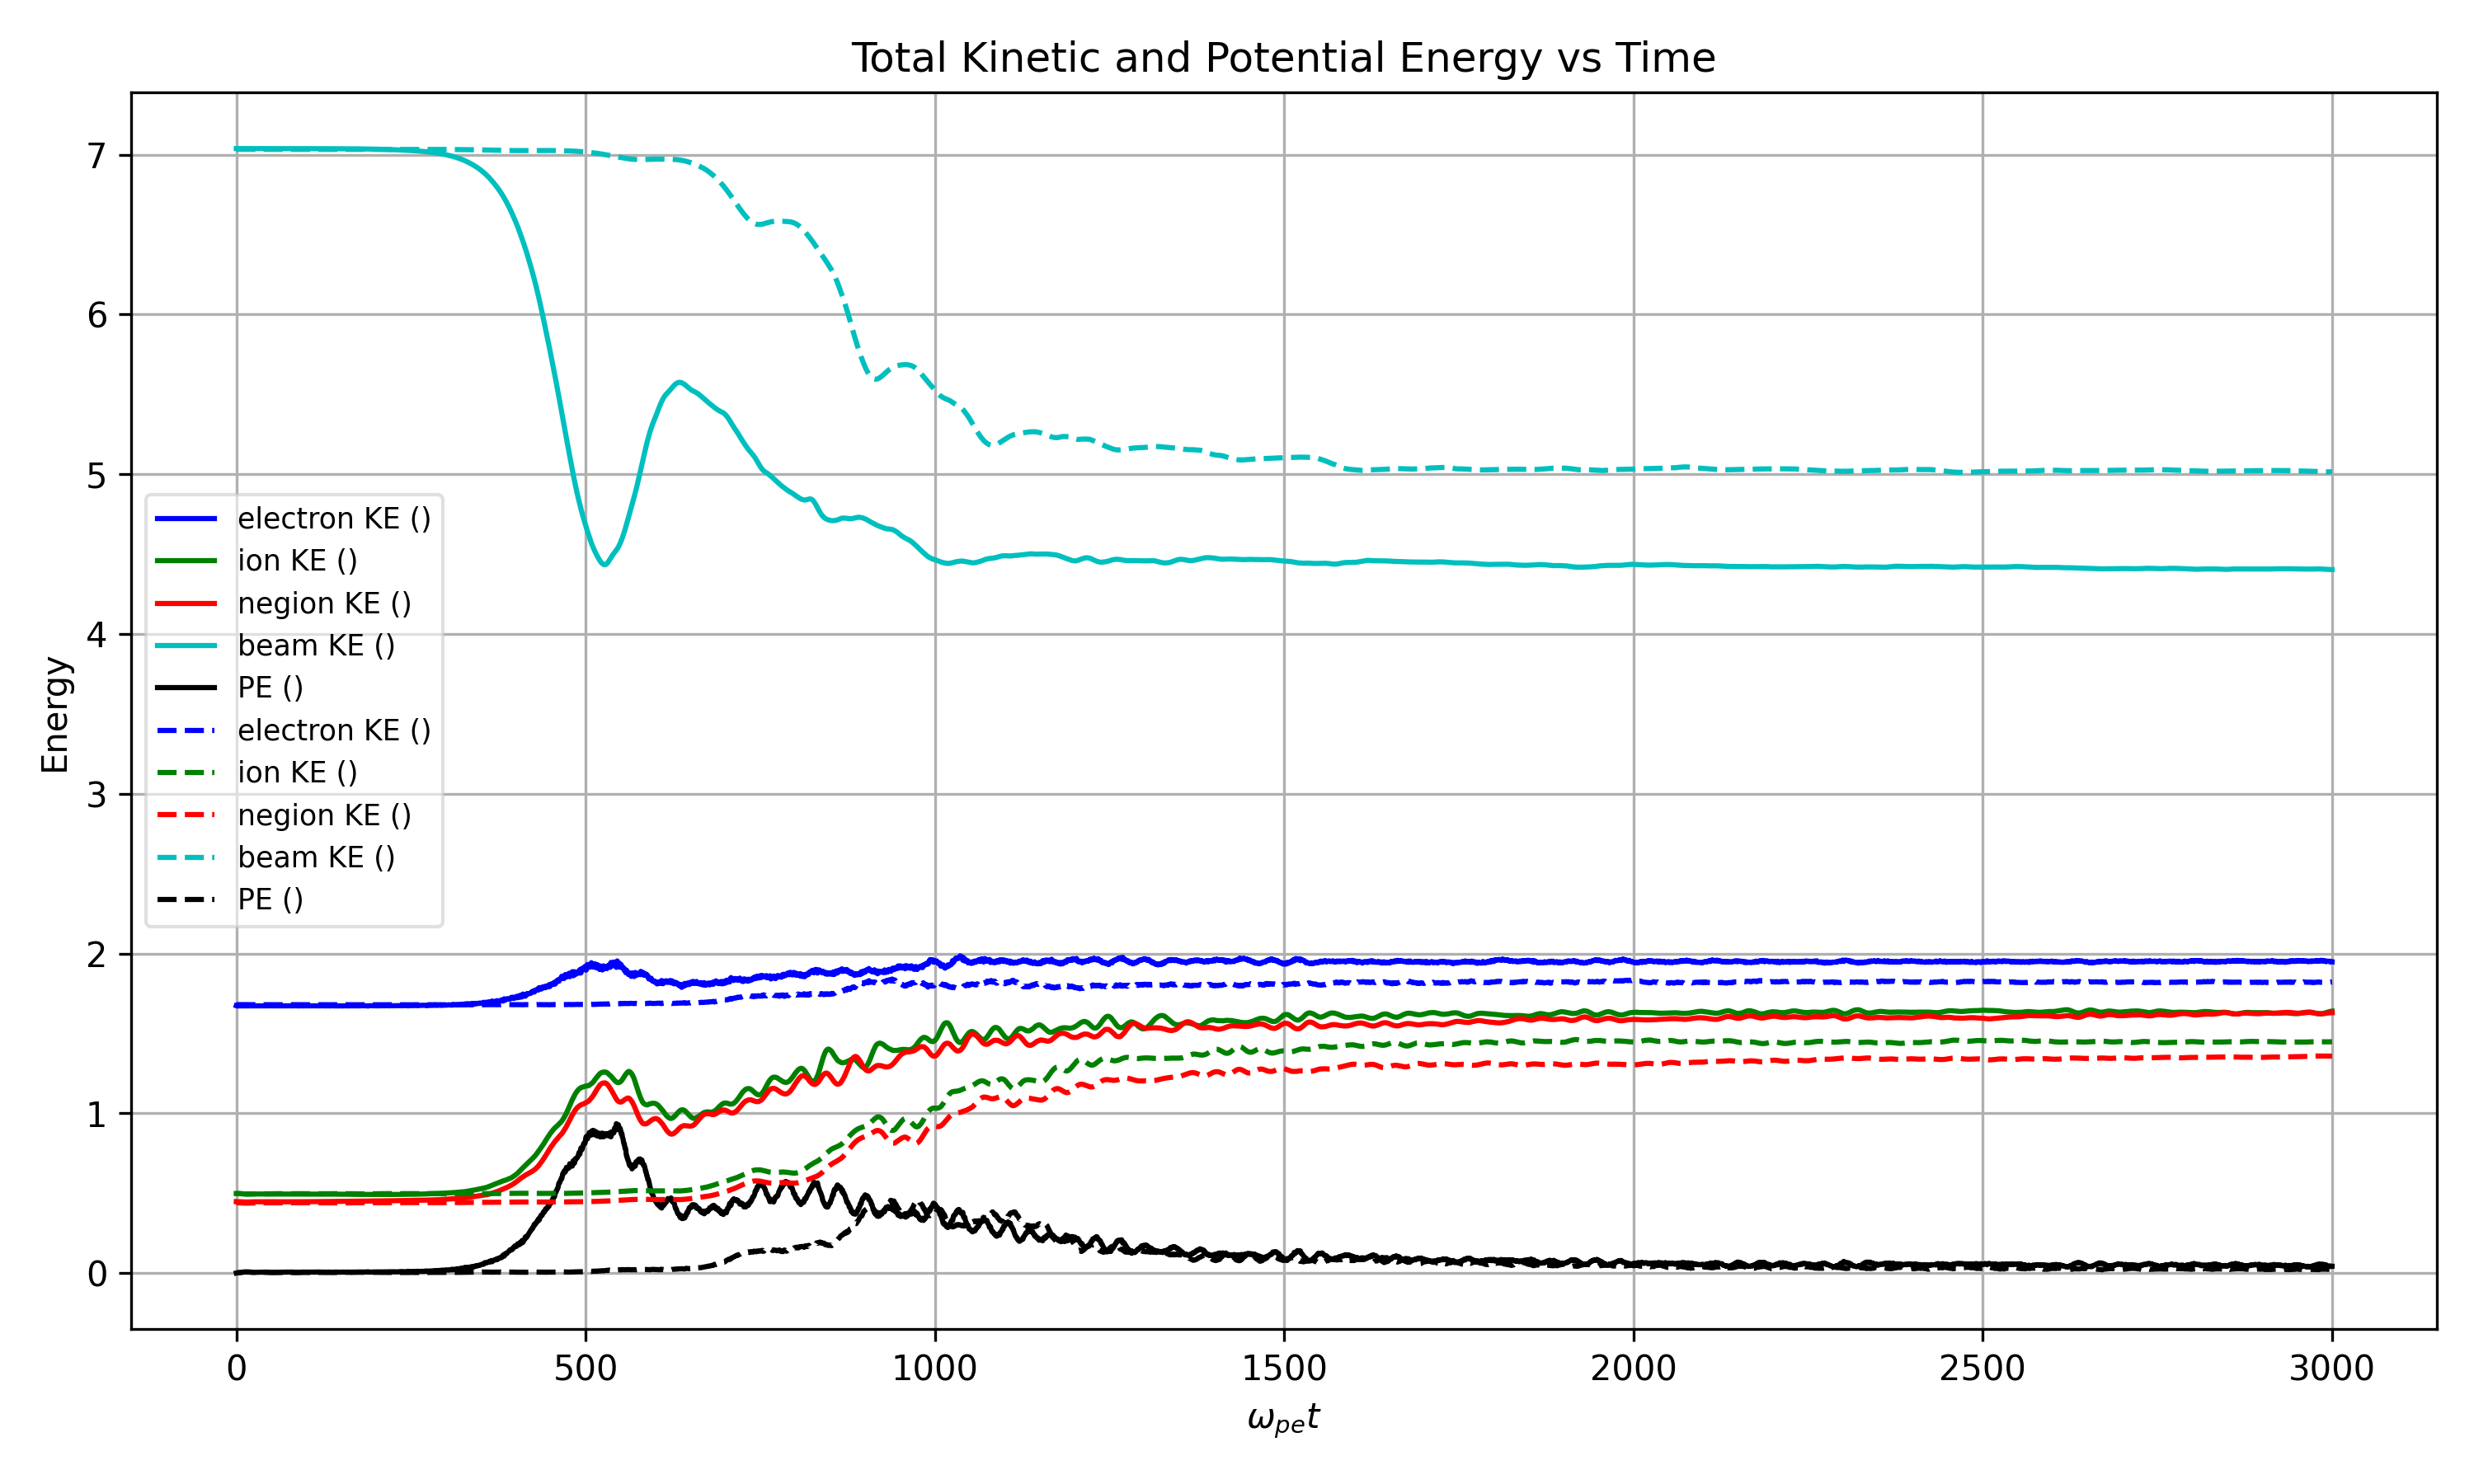 Total Kinetic and Potential Energy vs Time
7
6
5
4
3
2
1
0
Energy
electron KE ()
ion KE ()
negion KE ()
beam KE ()
PE ()
electron KE ()
ion KE ()
negion KE ()
beam KE ()
PE ()
0 500 1000 1500 2000 2500 3000
ωₚₑt